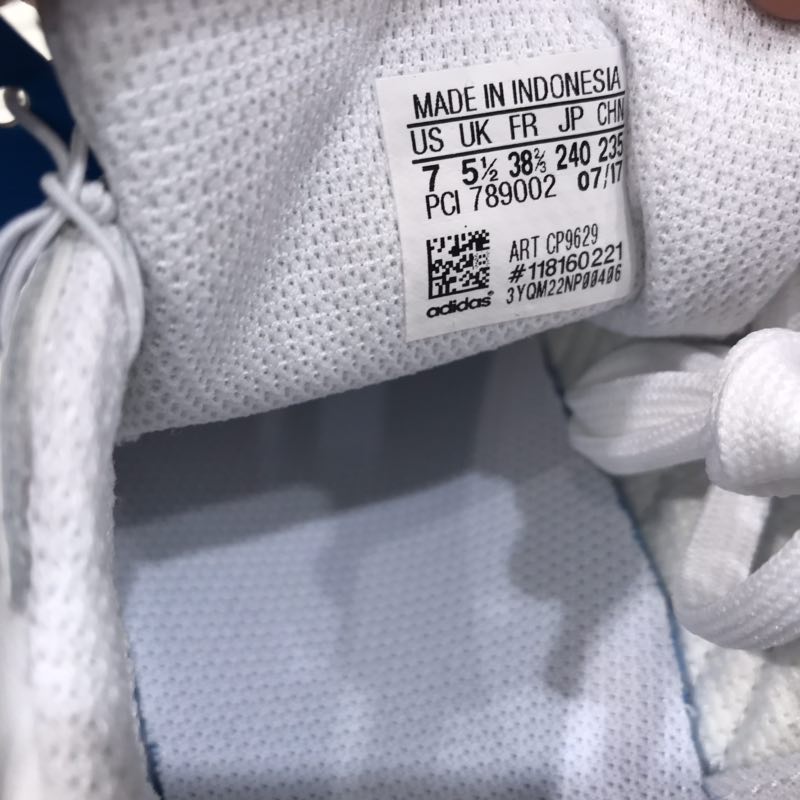 MADE IN INDONESIA
US UK FR JP CHN
7 5½ 38⅔ 240 235
PCI 789002 07/17
ART CP9629
#118160221
3YQM22NP00406
adidas